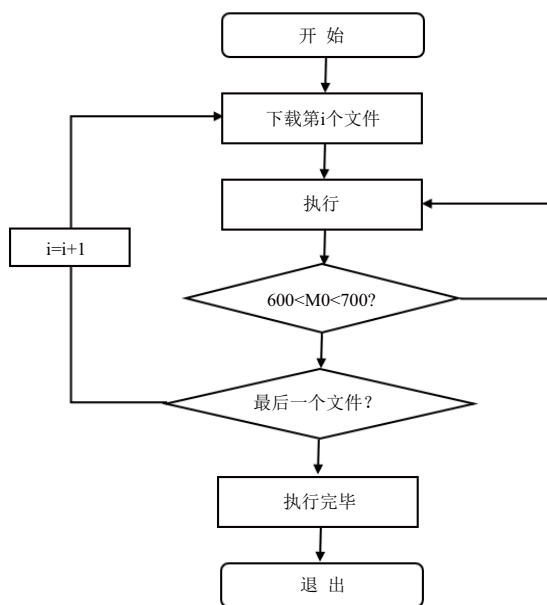 开 始
下载第i个文件
执行
i=i+1
600<M0<700?
最后一个文件？
执行完毕
退 出